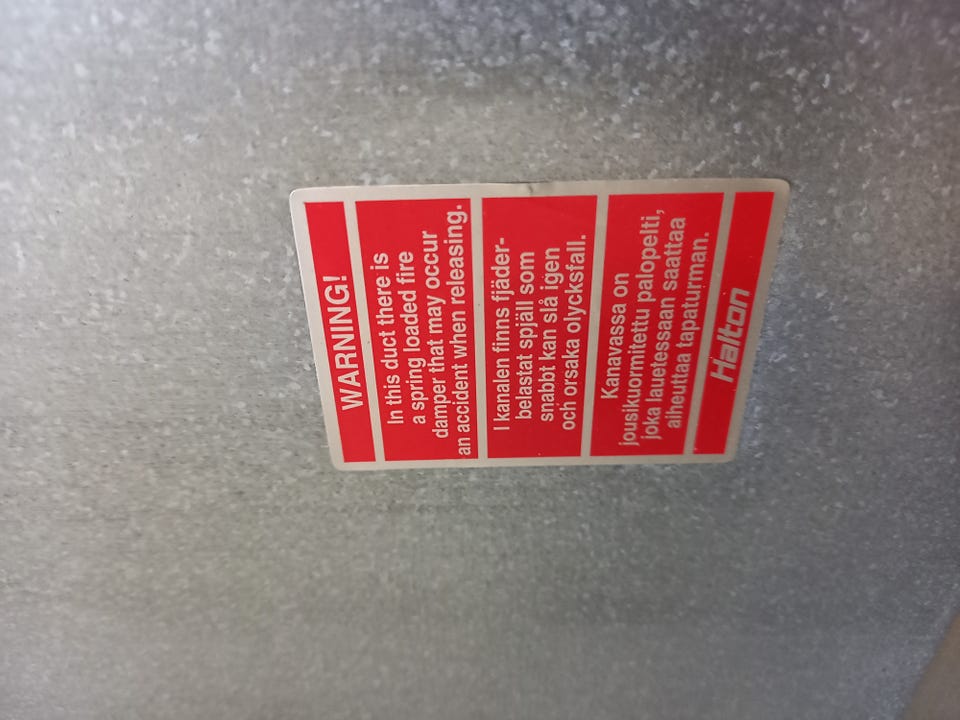 WARNING!
In this duct there is
a spring loaded fire
damper that may occur
an accident when releasing.
I kanalen finns fjäder-
belastat spjäll som
snabbt kan slå igen
och orsaka olycksfall.
Kanavassa on
jousikuormitettu palopelti,
joka lauetessaan saattaa
aiheuttaa tapaturman.
Halton